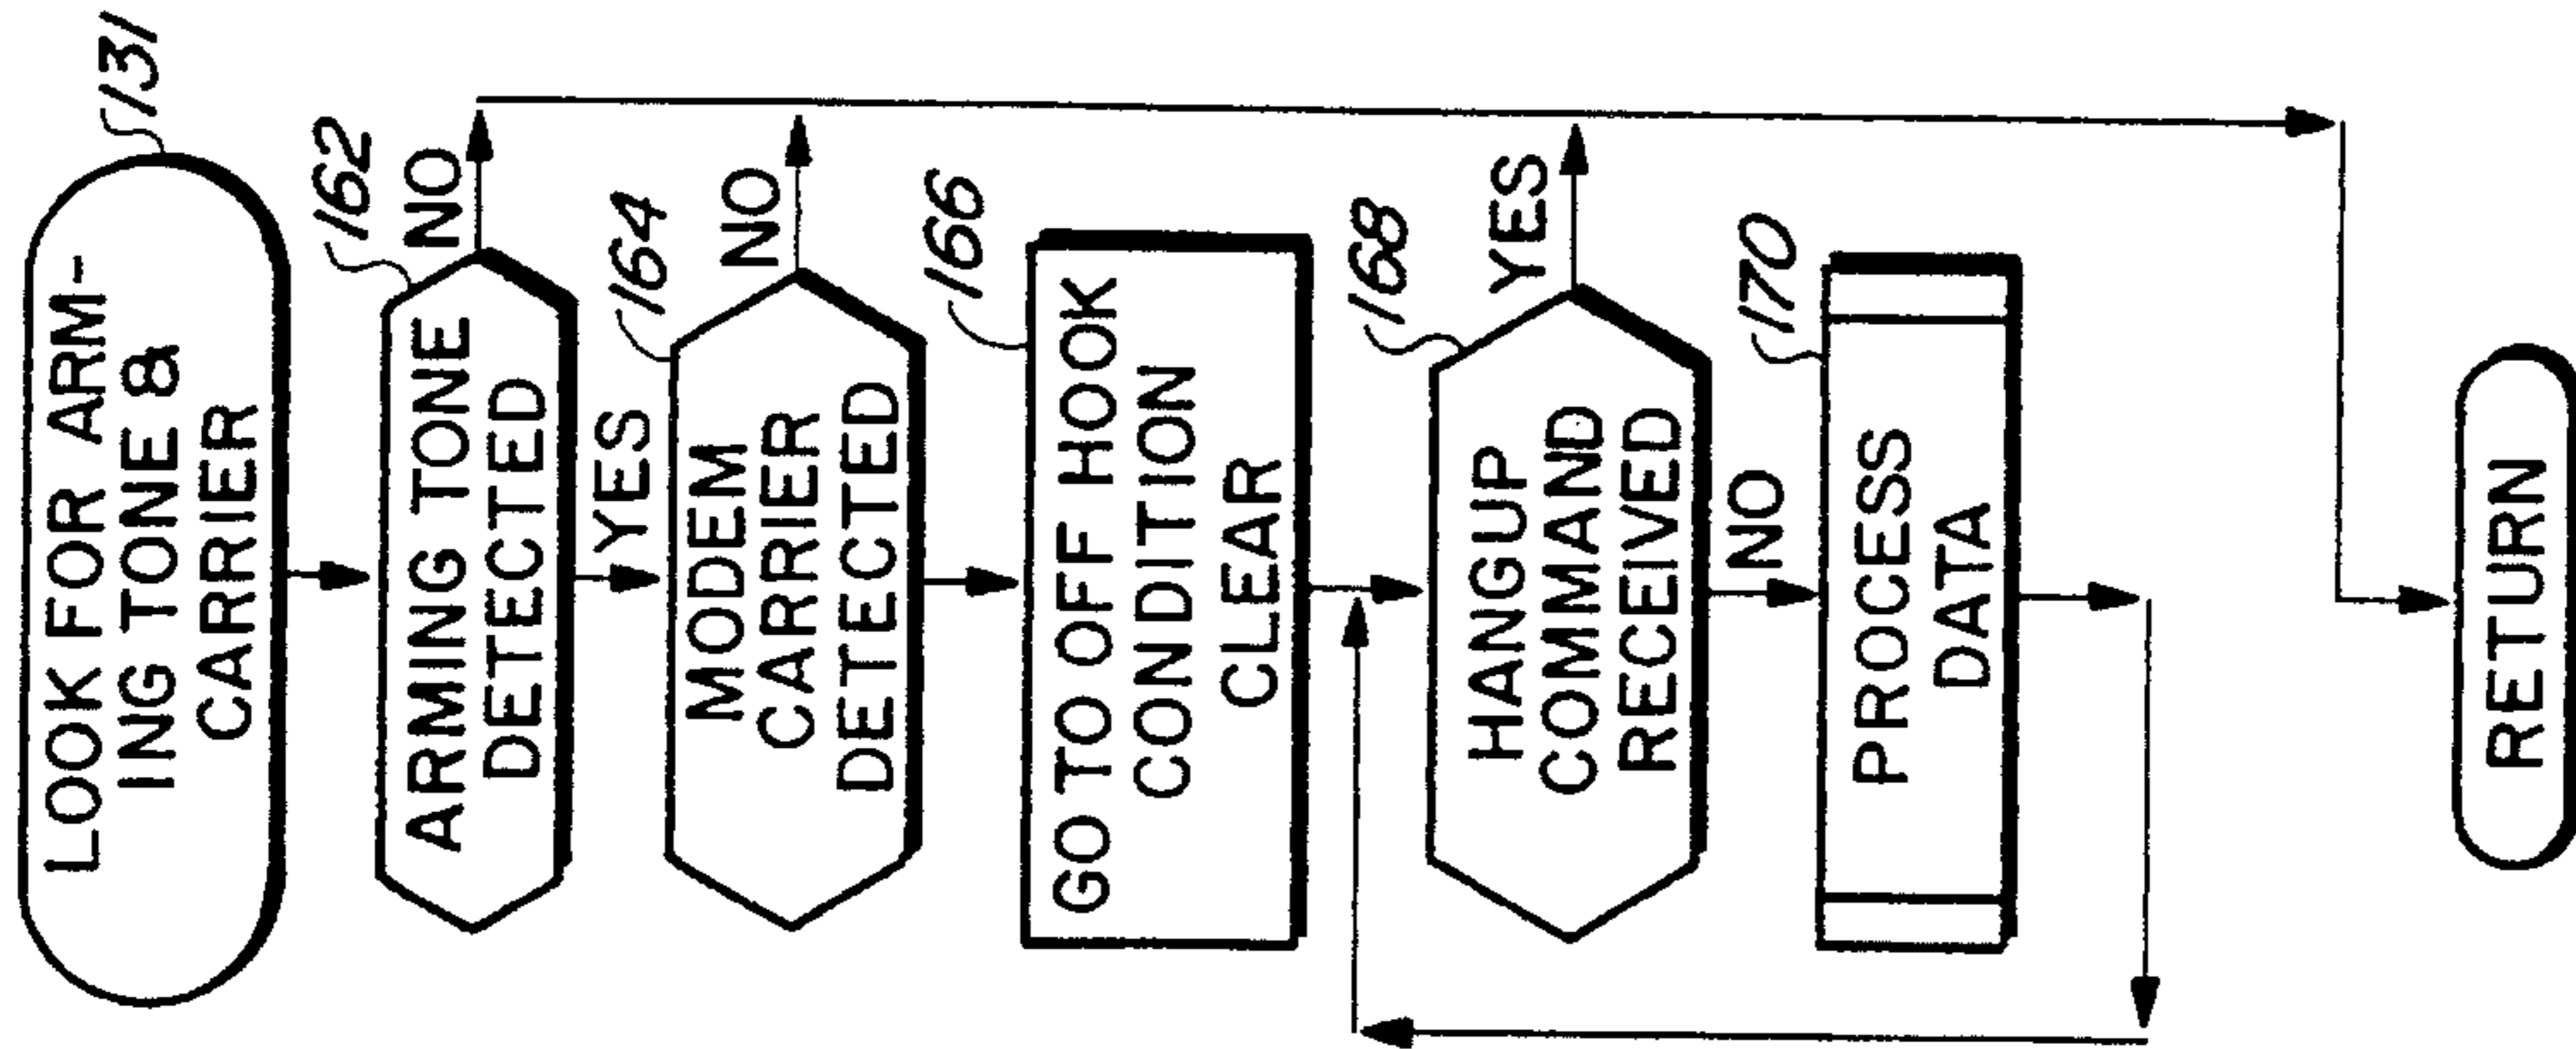 131
LOOK FOR ARM-
ING TONE &
CARRIER
162
ARMING TONE
DETECTED
NO
YES
164
MODEM
CARRIER
DETECTED
NO
166
GO TO OFF HOOK
CONDITION
CLEAR
168
HANGUP
COMMAND
RECEIVED
YES
NO
170
PROCESS
DATA
RETURN